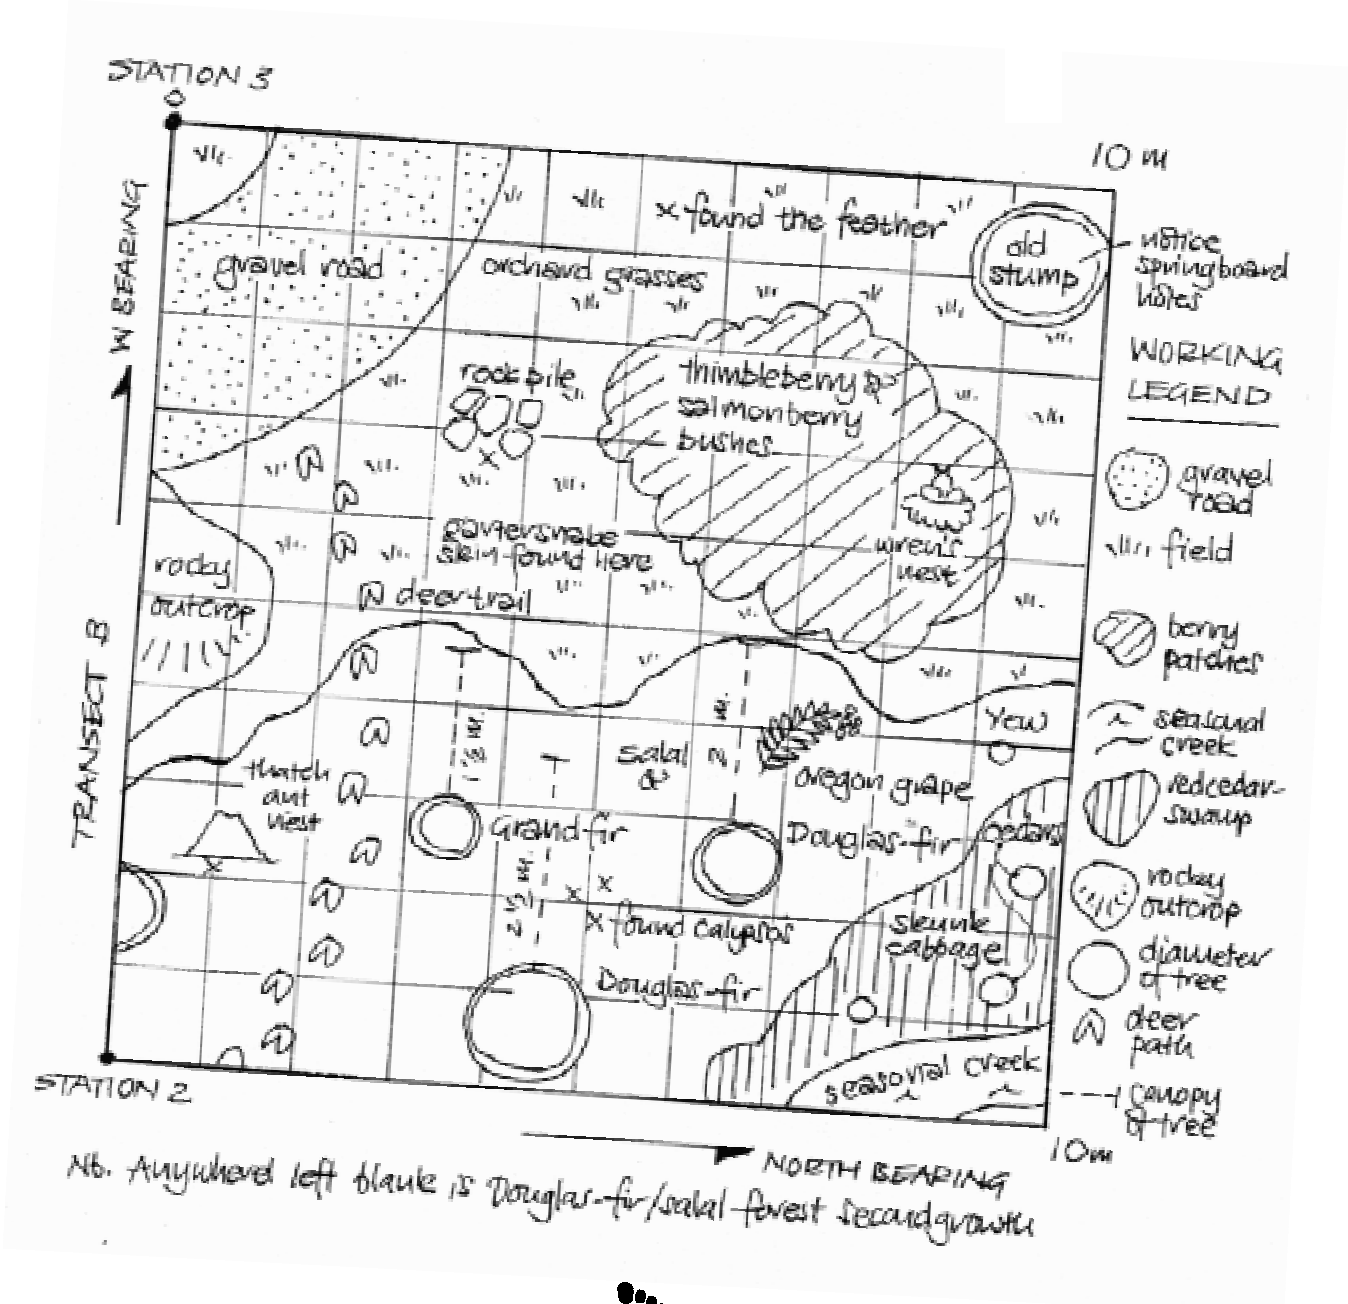 STATION 3
10 m
W BEARING
x found the feather
old
stump
notice
springboard
holes
gravel road
orchard grasses
WORKING
LEGEND
rock pile
thimbleberry &
salmonberry
bushes
gravel
road
gartersnake
skin found here
wren's
nest
field
rocky
outcrop
deer trail
berry
patches
TRANSECT B
seasonal
creek
Yew
salal
&
oregon grape
thatch
ant
nest
redcedar-
swamp
Grand fir
Douglas-fir
cedars
rocky
outcrop
x found calypsos
skunk
cabbage
diameter
of tree
Douglas-fir
deer
path
seasonal creek
canopy
of tree
STATION 2
10m
NORTH BEARING
Nb. Anywhere left blank is Douglas-fir/salal forest second growth